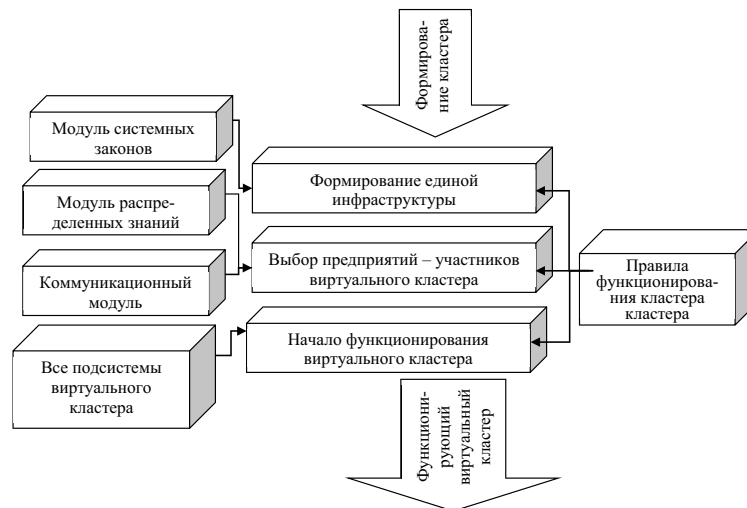 Формирова-
ние кластера
Модуль системных
законов
Формирование единой
инфраструктуры
Модуль распре-
деленных знаний
Выбор предприятий – участников
виртуального кластера
Правила
функционирова-
ния кластера
кластера
Коммуникационный
модуль
Начало функционирования
виртуального кластера
Все подсистемы
виртуального
кластера
Функциони-
рующий
виртуальный
кластер